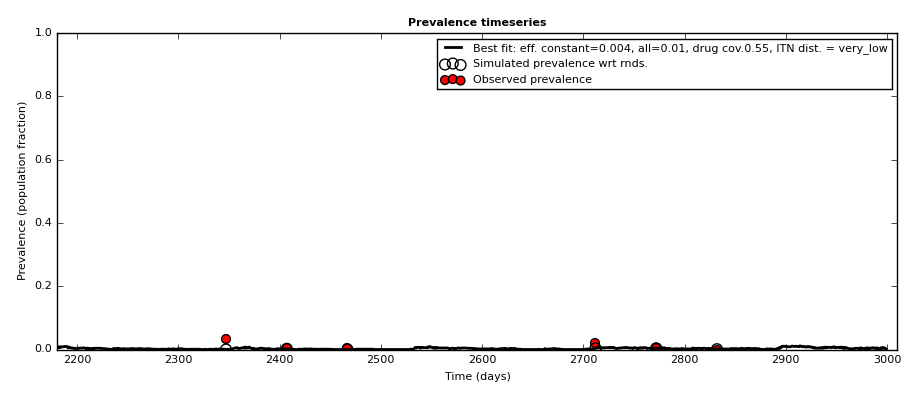 Prevalence timeseries
1.0
Best fit: eff. constant=0.004, all=0.01, drug cov.0.55, ITN dist. = very_low
Simulated prevalence wrt rnds.
Observed prevalence
0.8
0.6
0.4
0.2
0.0
Prevalence (population fraction)
2200 2300 2400 2500 2600 2700 2800 2900 3000
Time (days)